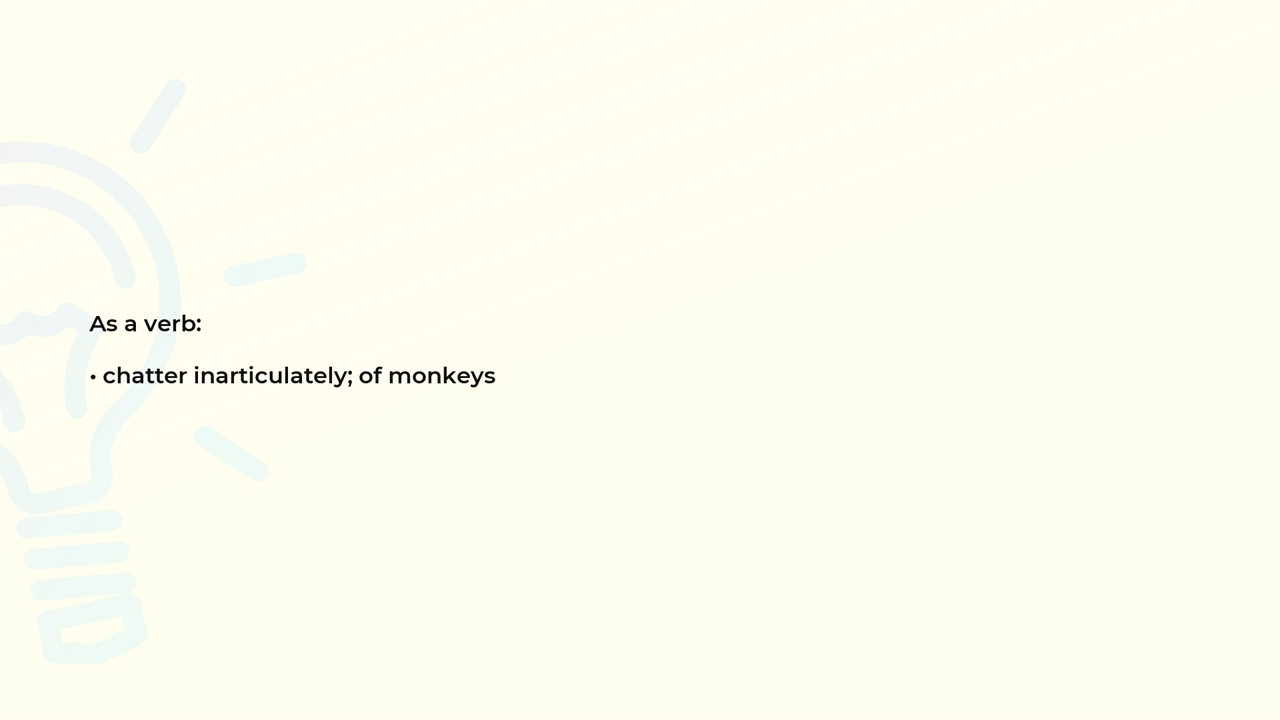 As a verb:
• chatter inarticulately; of monkeys